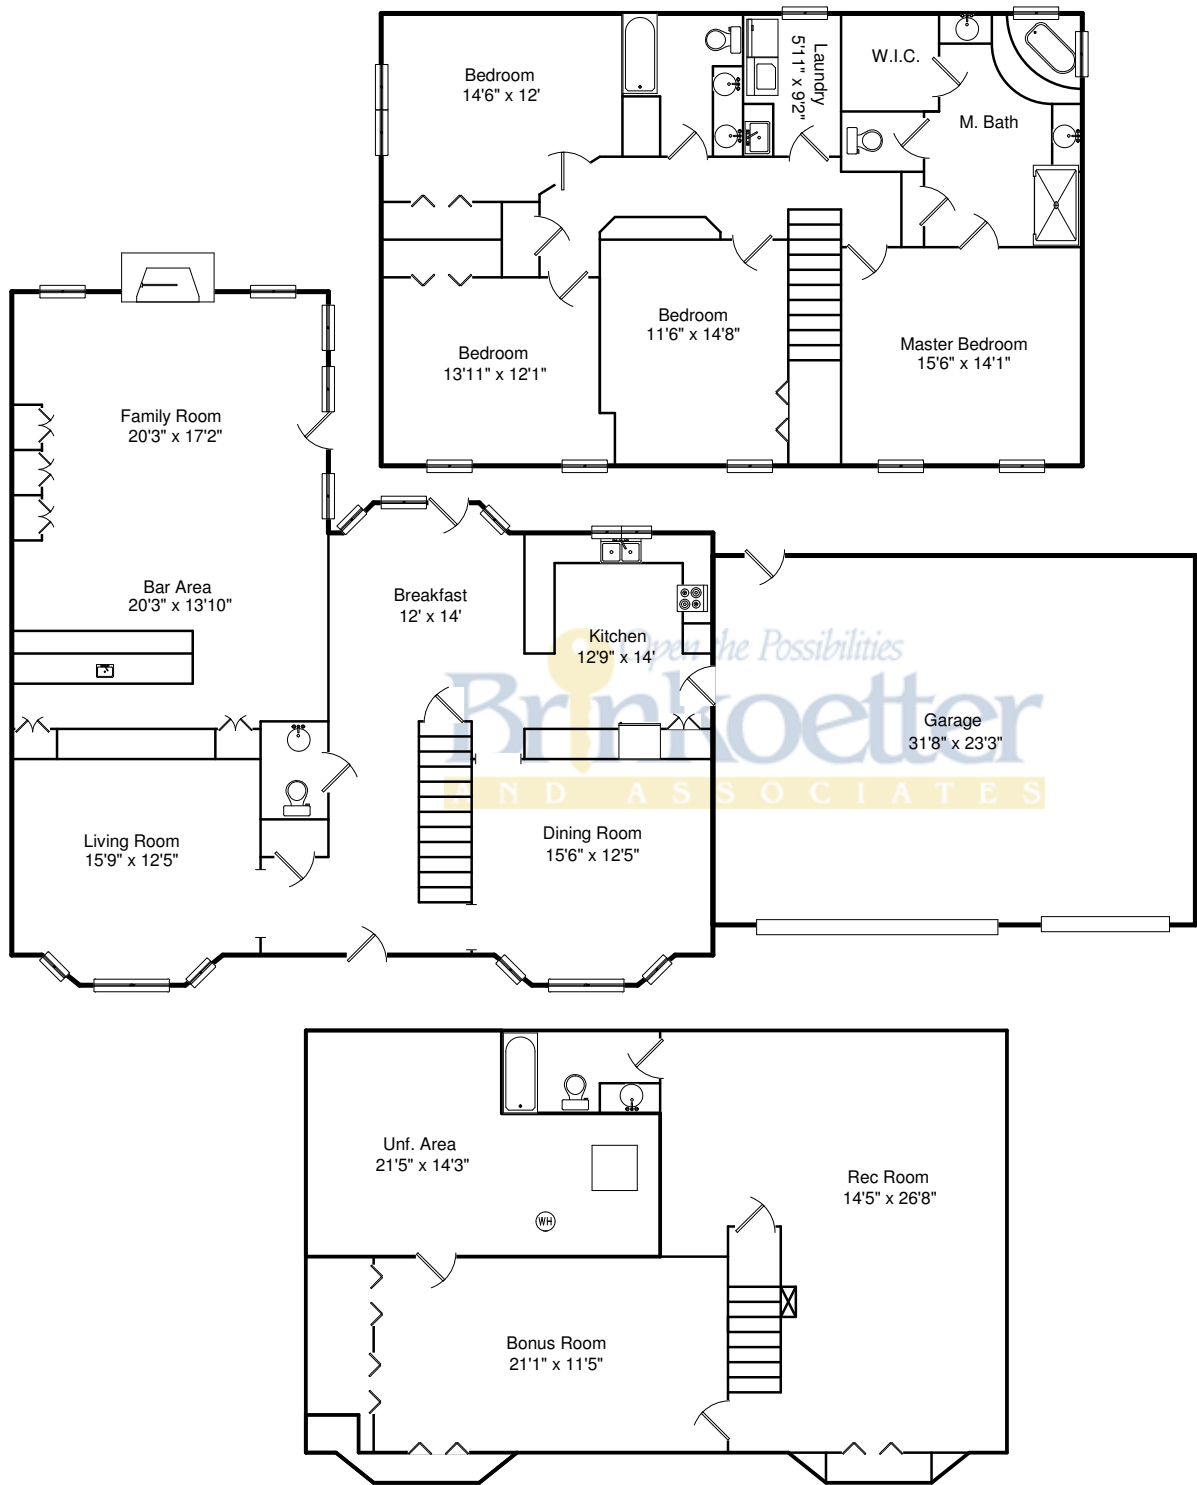 Bedroom
14'6" x 12'
Laundry
5'11" x 9'2"
W.I.C.
M. Bath
Bedroom
13'11" x 12'1"
Bedroom
11'6" x 14'8"
Master Bedroom
15'6" x 14'1"
Family Room
20'3" x 17'2"
Bar Area
20'3" x 13'10"
Breakfast
12' x 14'
Kitchen
12'9" x 14'
Open the Possibilities
Brinkoetter
AND ASSOCIATES
Garage
31'8" x 23'3"
Living Room
15'9" x 12'5"
Dining Room
15'6" x 12'5"
Unf. Area
21'5" x 14'3"
WH
Rec Room
14'5" x 26'8"
Bonus Room
21'1" x 11'5"